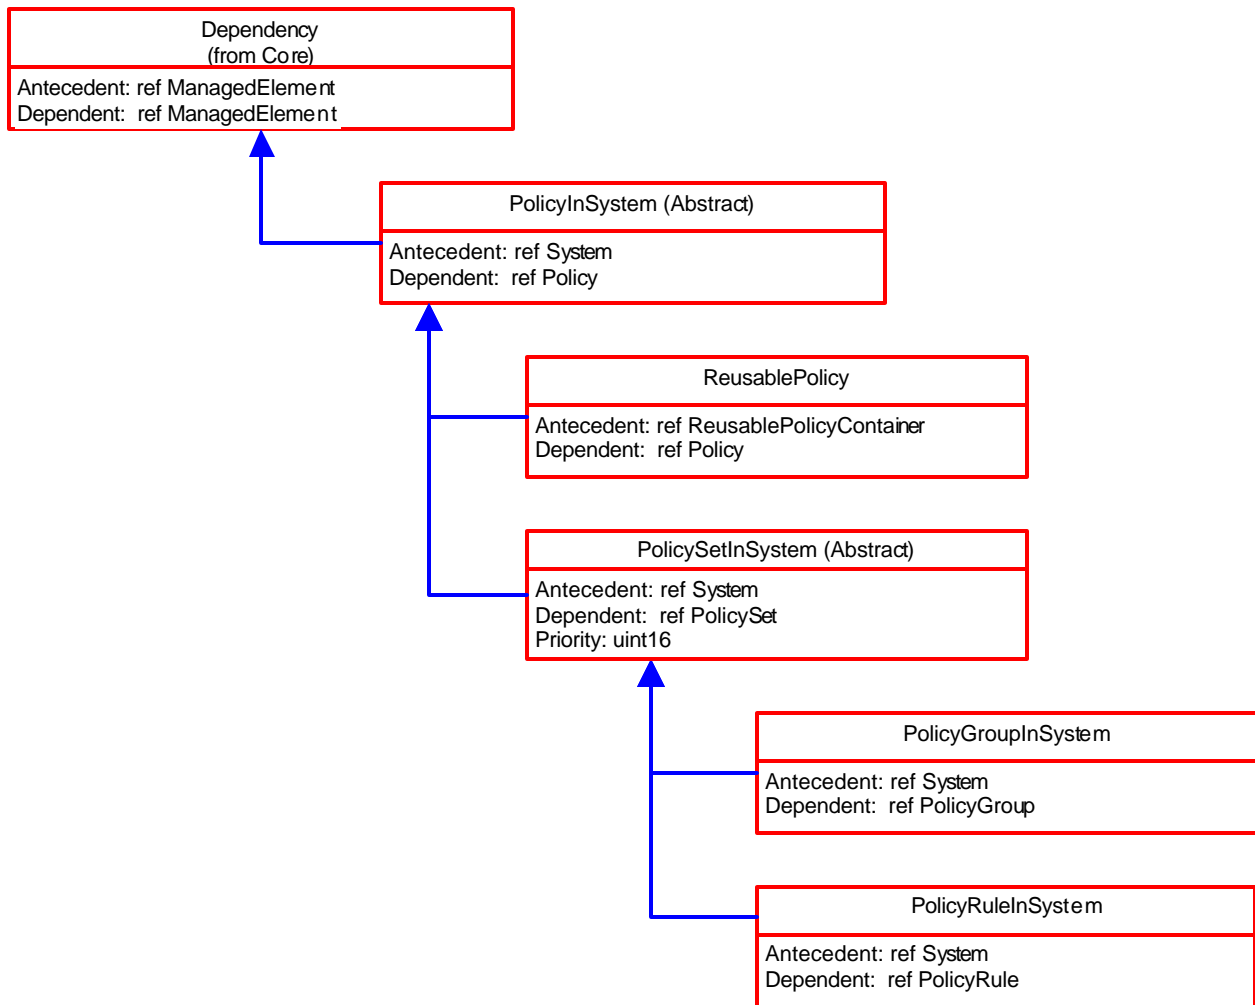 Dependency
(from Core)
Antecedent: ref ManagedElement
Dependent: ref ManagedElement
PolicyInSystem (Abstract)
Antecedent: ref System
Dependent: ref Policy
ReusablePolicy
Antecedent: ref ReusablePolicyContainer
Dependent: ref Policy
PolicySetInSystem (Abstract)
Antecedent: ref System
Dependent: ref PolicySet
Priority: uint16
PolicyGroupInSystem
Antecedent: ref System
Dependent: ref PolicyGroup
PolicyRuleInSystem
Antecedent: ref System
Dependent: ref PolicyRule